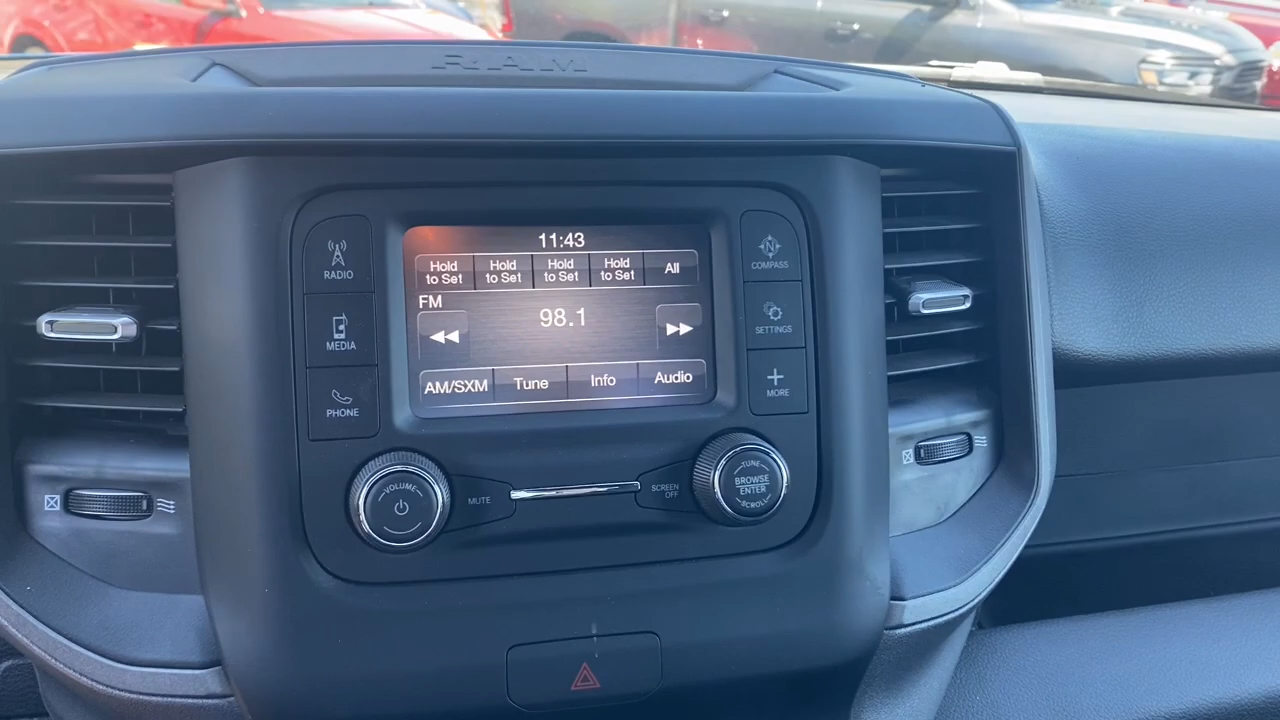 RAM
11:43
Hold to Set
Hold to Set
Hold to Set
Hold to Set
All
FM
98.1
AM/SXM
Tune
Info
Audio
RADIO
MEDIA
PHONE
N
COMPASS
SETTINGS
MORE
VOLUME
MUTE
SCREEN OFF
TUNE
BROWSE
ENTER
SCROLL